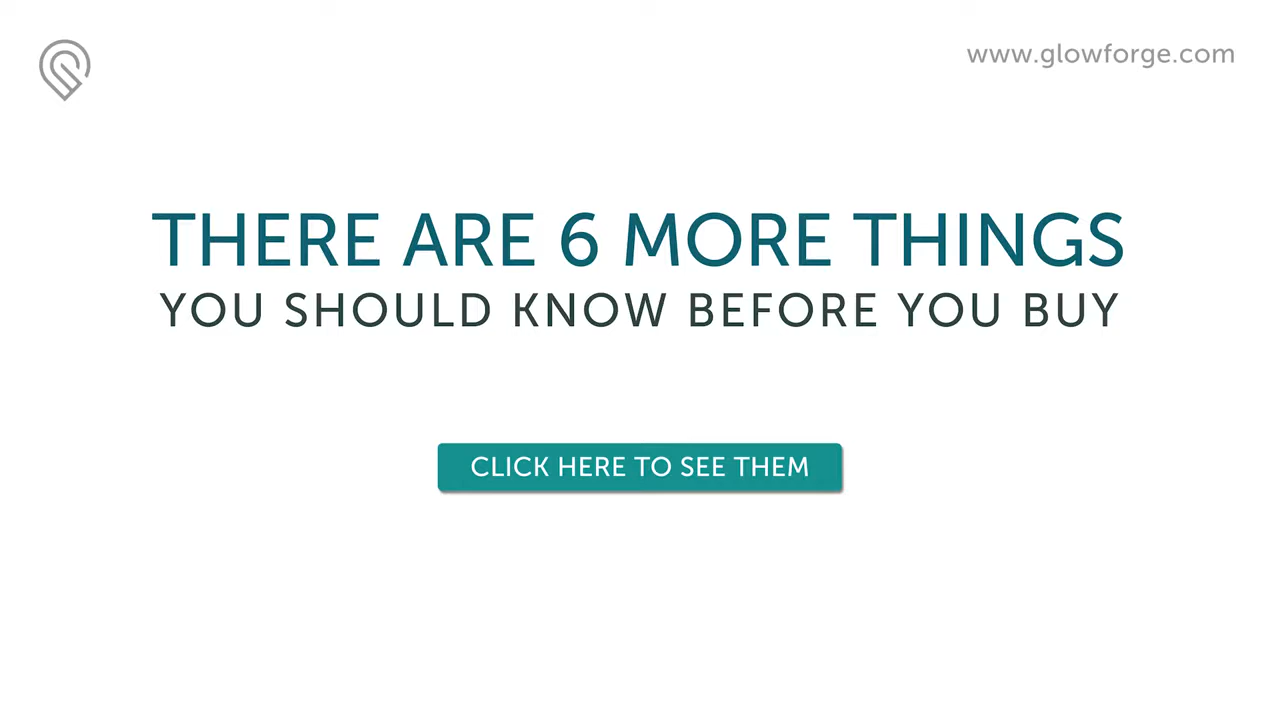 www.glowforge.com
THERE ARE 6 MORE THINGS
YOU SHOULD KNOW BEFORE YOU BUY
CLICK HERE TO SEE THEM